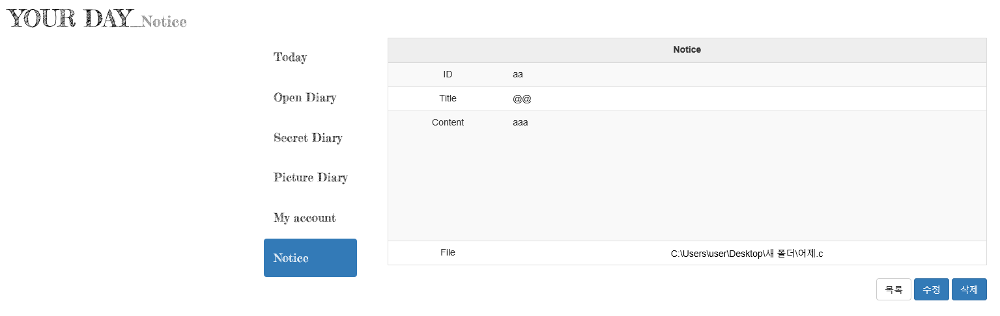 YOUR DAY_Notice
Today
Open Diary
Secret Diary
Picture Diary
My account
Notice
Notice
ID aa
Title @@
Content aaa
File C:\Users\user\Desktop\새 폴더\어제.c
목록 수정 삭제